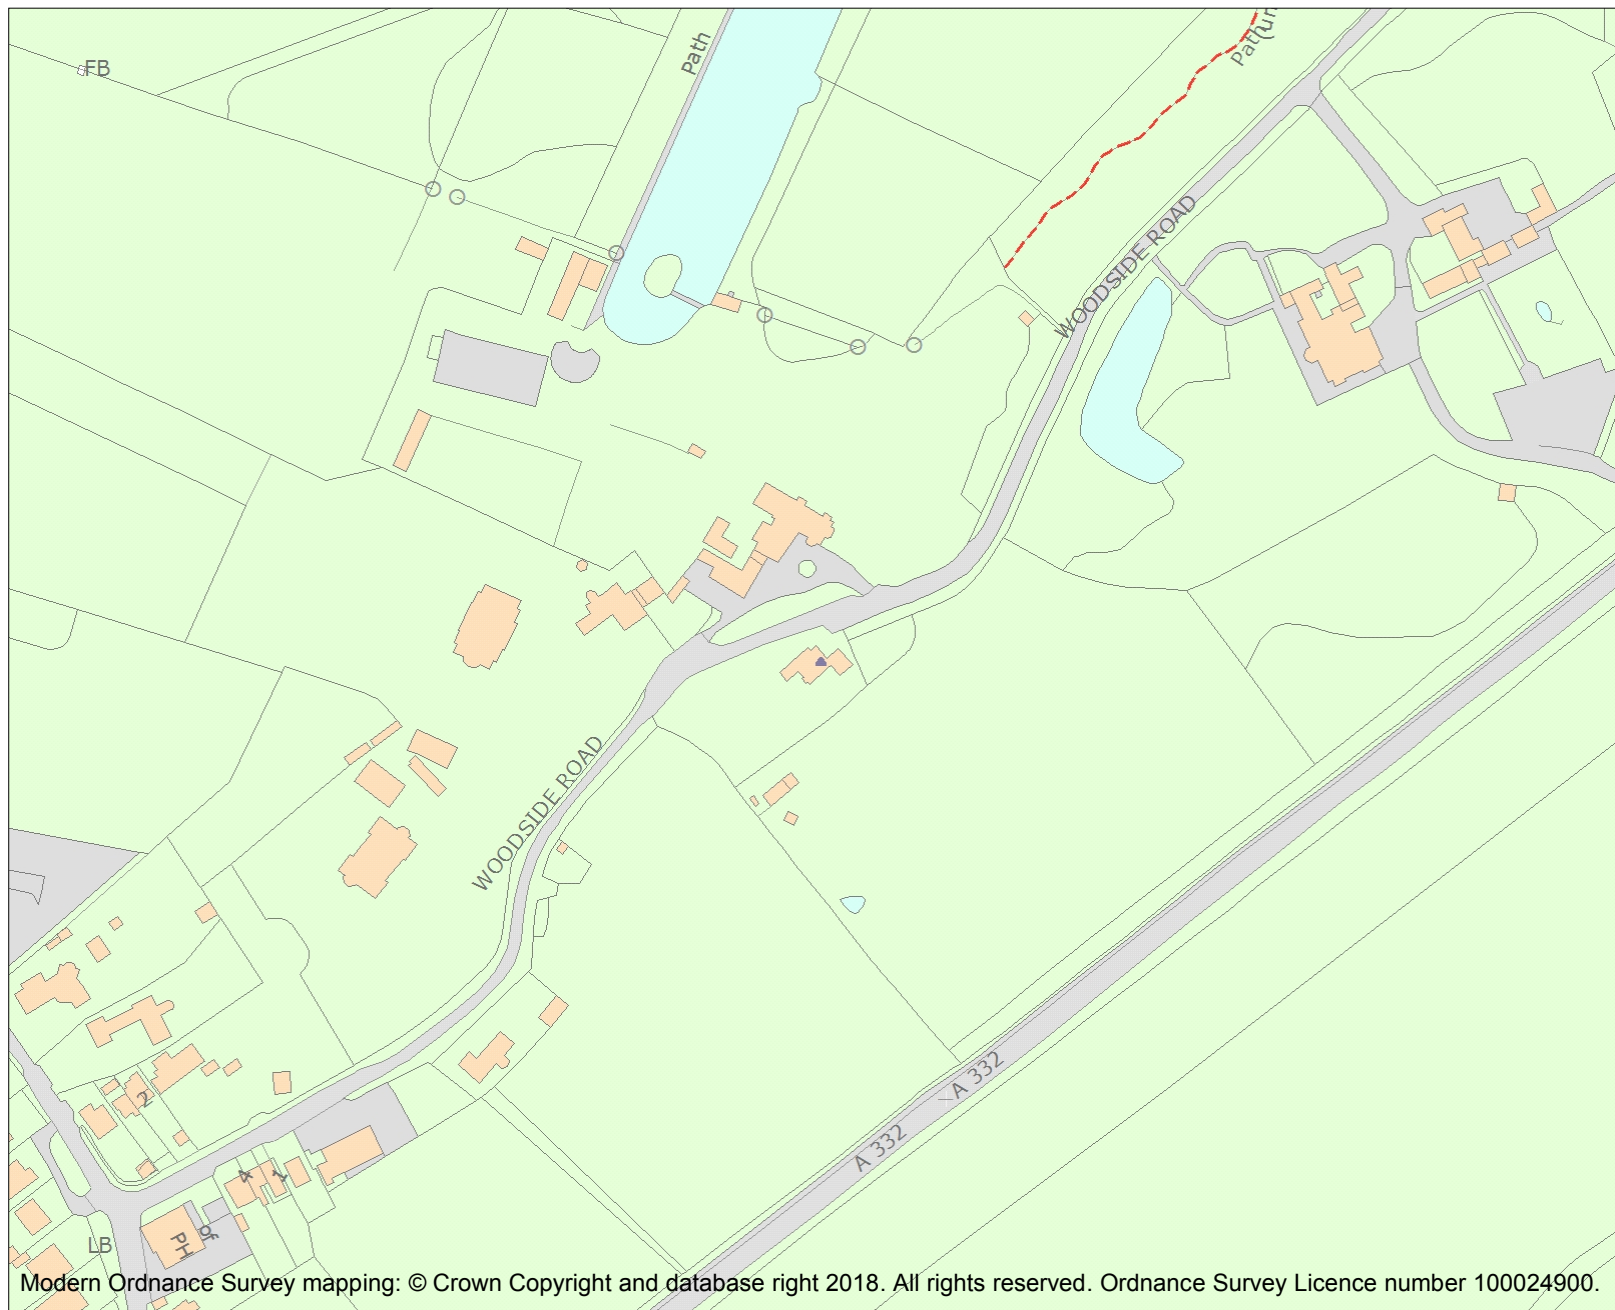 FB
Path
Path
WOODSIDE ROAD
WOODSIDE ROAD
2
4
1
A 332
A 332
PH
of
LB
Modern Ordnance Survey mapping: © Crown Copyright and database right 2018. All rights reserved. Ordnance Survey Licence number 100024900.